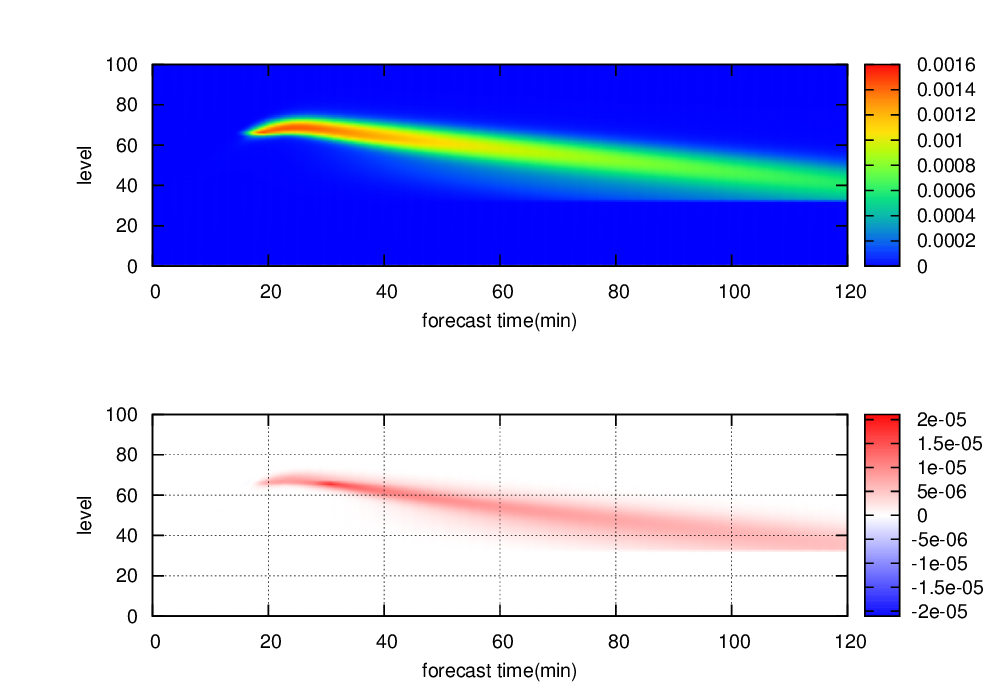 100
80
60
40
20
0
level
0 20 40 60 80 100 120
forecast time(min)
0.0016
0.0014
0.0012
0.001
0.0008
0.0006
0.0004
0.0002
0
100
80
60
40
20
0
level
0 20 40 60 80 100 120
forecast time(min)
2e-05
1.5e-05
1e-05
5e-06
0
-5e-06
-1e-05
-1.5e-05
-2e-05